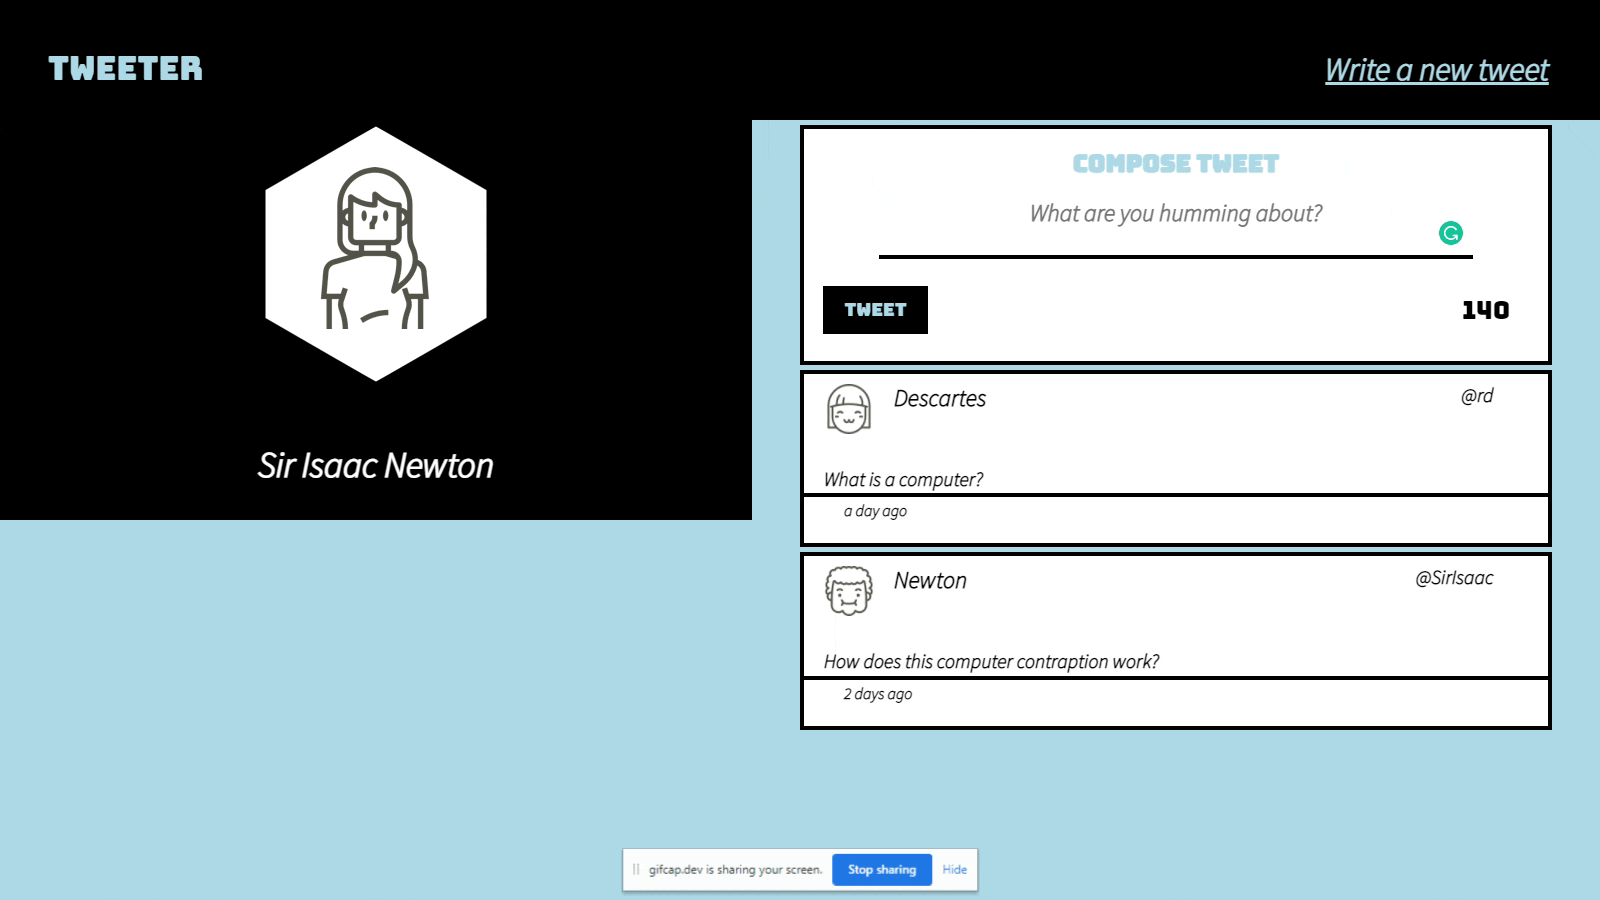 TWEETER
Write a new tweet
Sir Isaac Newton
COMPOSE TWEET
What are you humming about?
TWEET
140
Descartes
@rd
What is a computer?
a day ago
Newton
@SirIsaac
How does this computer contraption work?
2 days ago
gifcap.dev is sharing your screen.
Stop sharing
Hide